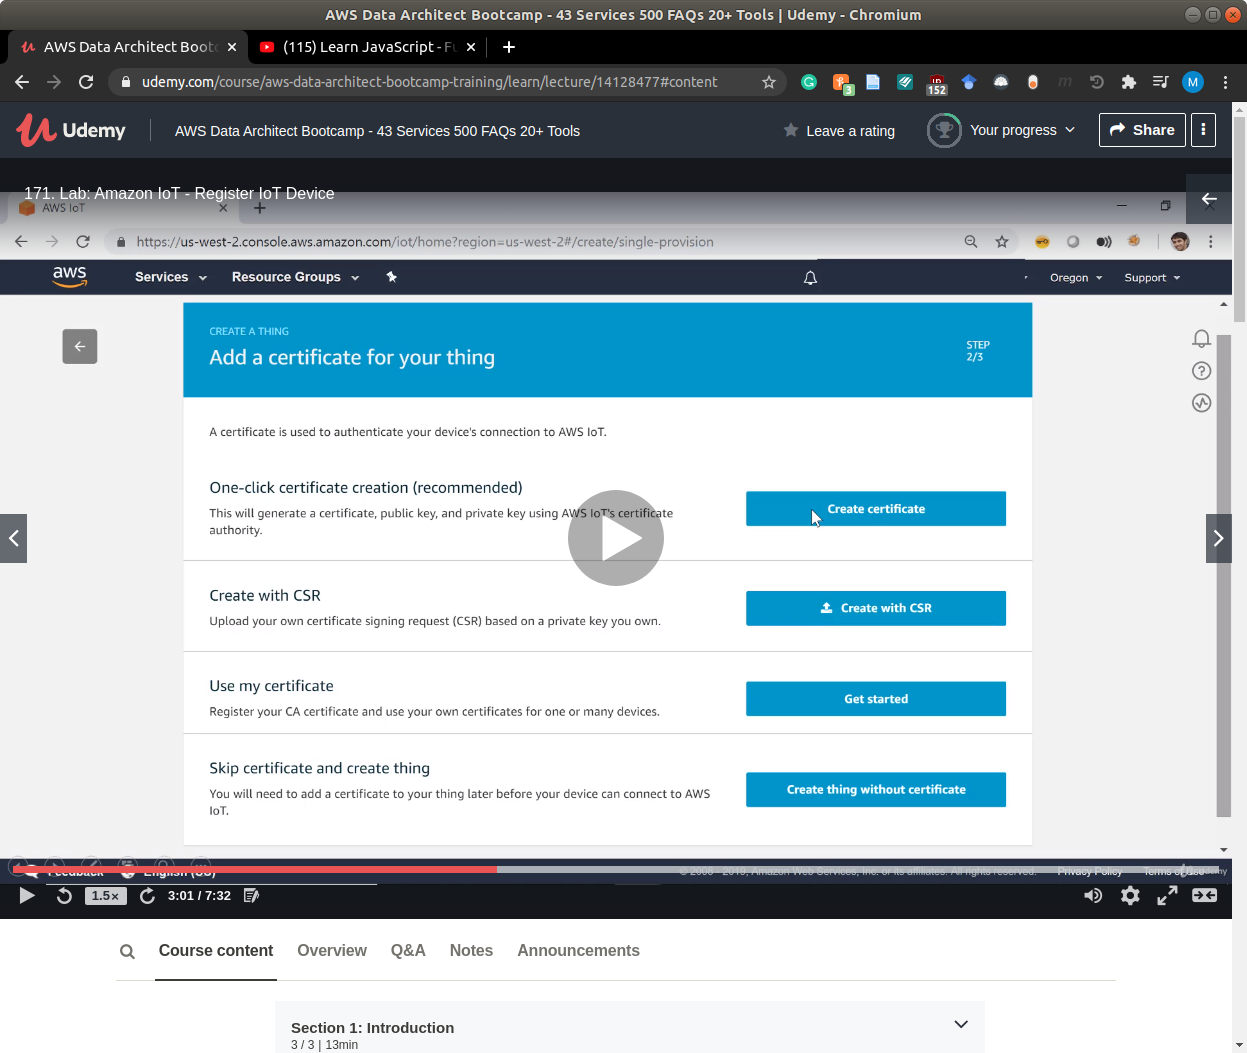 AWS Data Architect Bootcamp - 43 Services 500 FAQs 20+ Tools | Udemy - Chromium
AWS Data Architect Bootc
(115) Learn JavaScript - Fu
udemy.com/course/aws-data-architect-bootcamp-training/learn/lecture/14128477#content
3
152
M
Udemy
AWS Data Architect Bootcamp - 43 Services 500 FAQs 20+ Tools
Leave a rating
Your progress
Share
171. Lab: Amazon IoT - Register IoT Device
AWS IoT
https://us-west-2.console.aws.amazon.com/iot/home?region=us-west-2#/create/single-provision
aws
Services
Resource Groups
Oregon
Support
CREATE A THING
Add a certificate for your thing
STEP
2/3
A certificate is used to authenticate your device's connection to AWS IoT.
One-click certificate creation (recommended)
This will generate a certificate, public key, and private key using AWS IoT's certificate
authority.
Create certificate
Create with CSR
Upload your own certificate signing request (CSR) based on a private key you own.
Create with CSR
Use my certificate
Register your CA certificate and use your own certificates for one or many devices.
Get started
Skip certificate and create thing
You will need to add a certificate to your thing later before your device can connect to AWS
IoT.
Create thing without certificate
Feedback
English (US)
© 2008 - 2019, Amazon Web Services, Inc. or its affiliates. All rights reserved.
Privacy Policy
Terms of Use
1.5×
3:01 / 7:32
Course content
Overview
Q&A
Notes
Announcements
Section 1: Introduction
3 / 3 | 13min